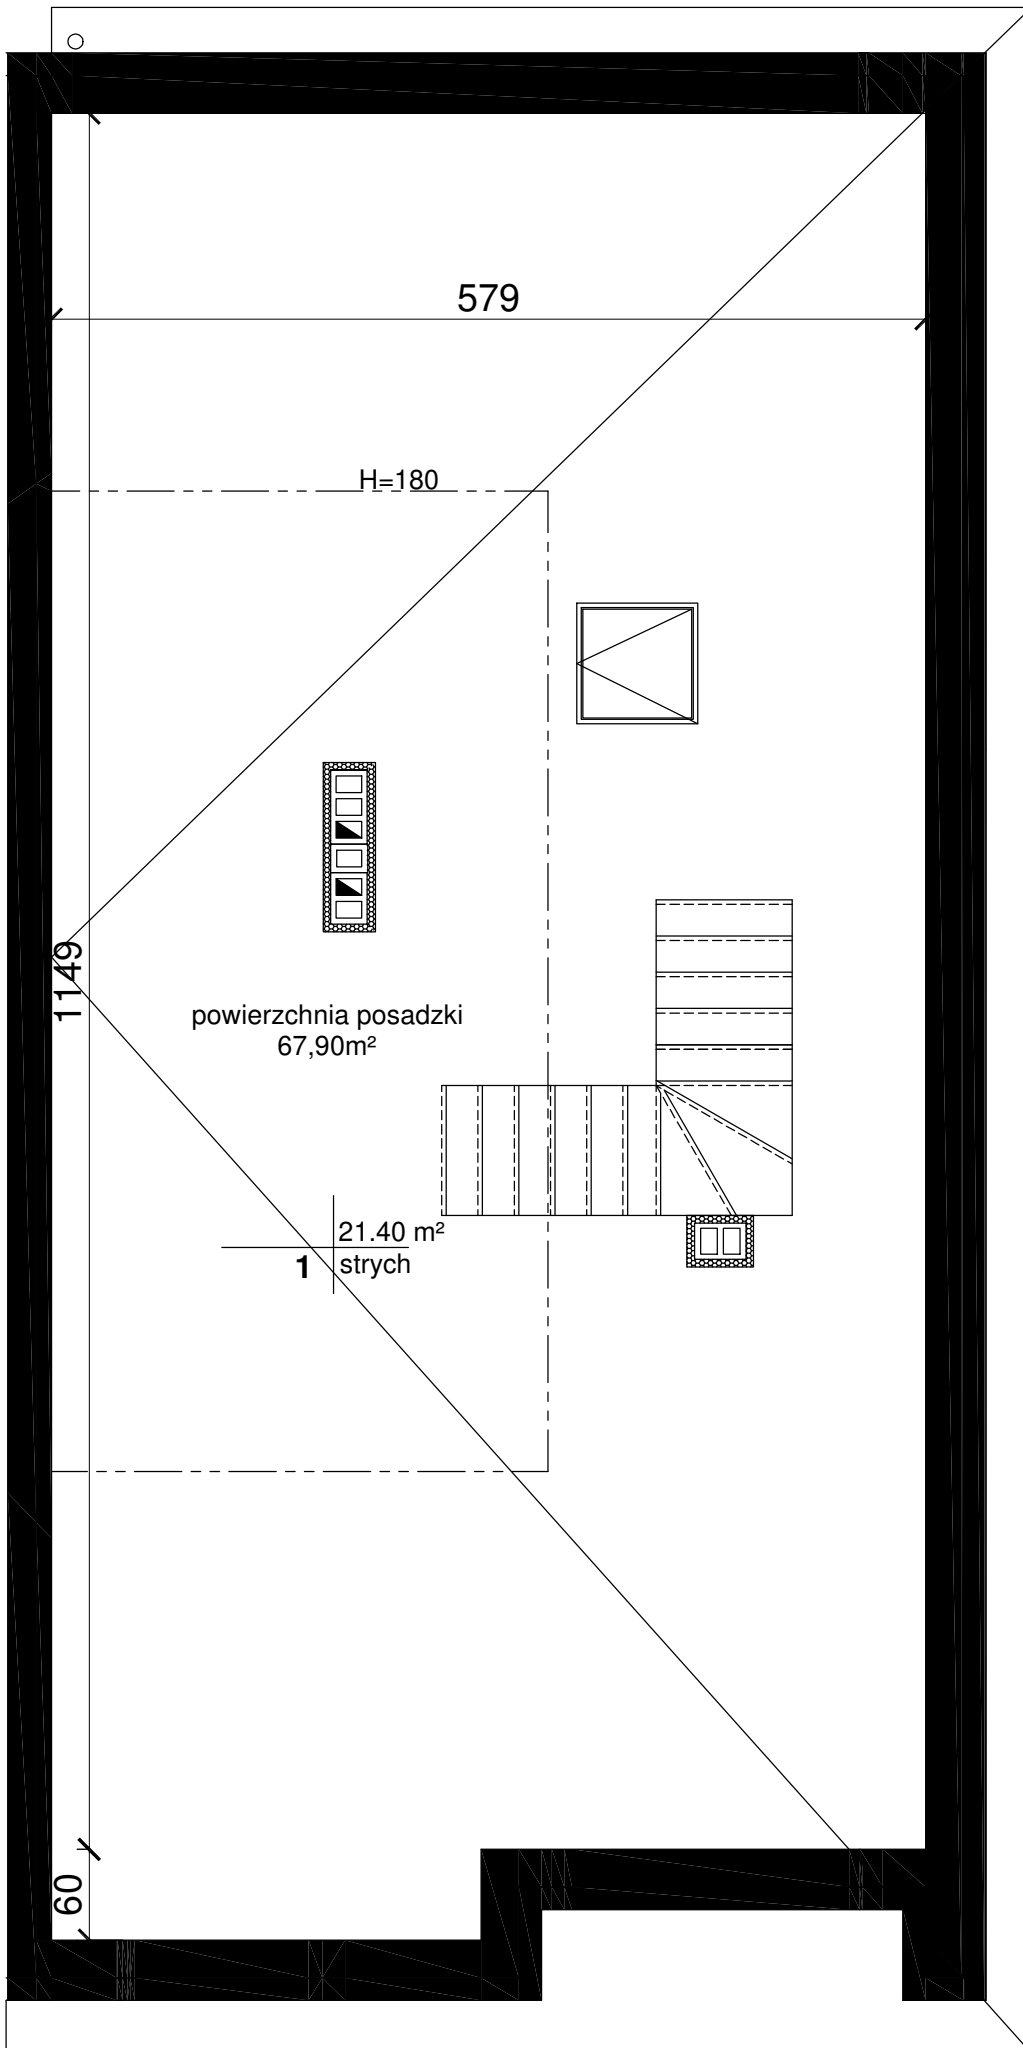 579
H=180
1149
powierzchnia posadzki
67,90m²
21.40 m²
1 strych
60